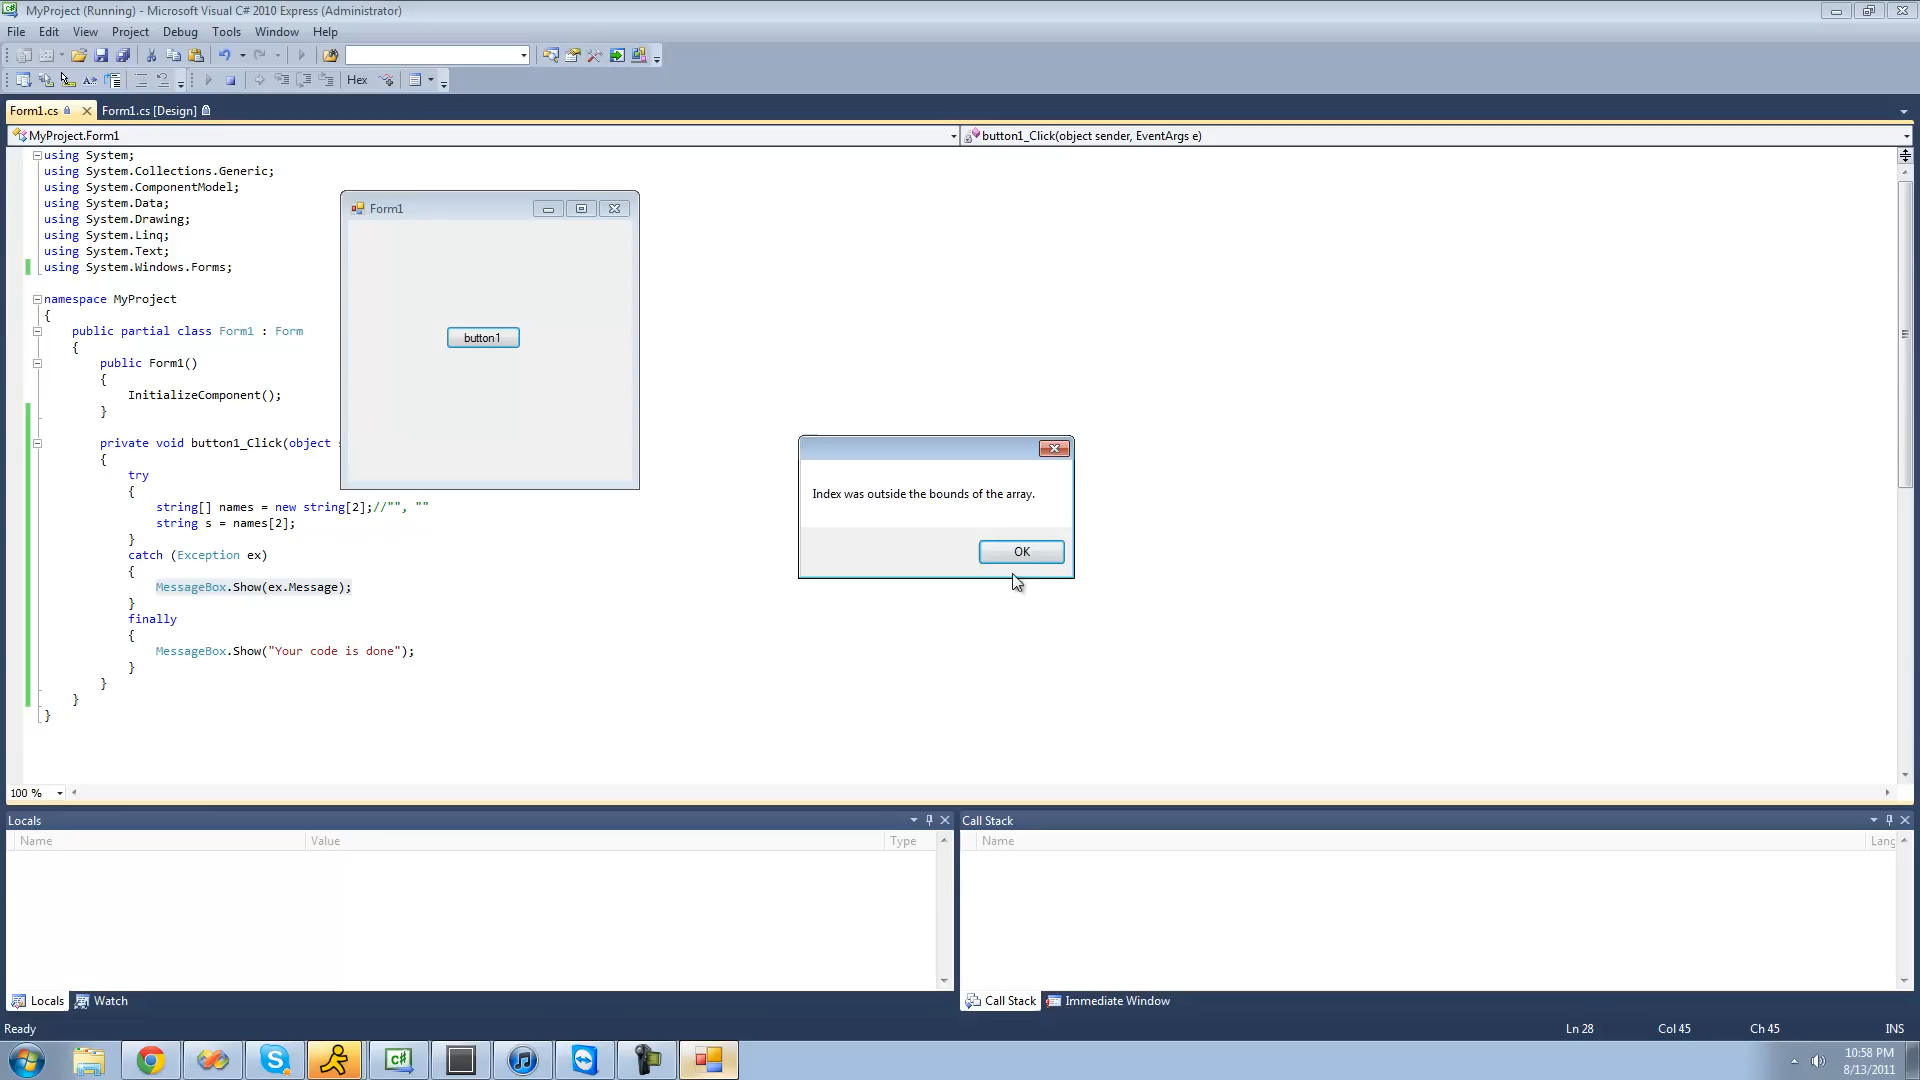 MyProject (Running) - Microsoft Visual C# 2010 Express (Administrator)
File Edit View Project Debug Tools Window Help
Hex
Form1.cs Form1.cs [Design]
MyProject.Form1 button1_Click(object sender, EventArgs e)
using System;
using System.Collections.Generic;
using System.ComponentModel;
using System.Data;
using System.Drawing;
using System.Linq;
using System.Text;
using System.Windows.Forms;
namespace MyProject
{
public partial class Form1 : Form
{
public Form1()
{
InitializeComponent();
}
private void button1_Click(object
{
try
{
string[] names = new string[2];//"", ""
string s = names[2];
}
catch (Exception ex)
{
MessageBox.Show(ex.Message);
}
finally
{
MessageBox.Show("Your code is done");
}
}
}
}
Form1
button1
Index was outside the bounds of the array.
OK
100 %
Locals
Name Value Type
Call Stack
Name Lang
Locals Watch
Call Stack Immediate Window
Ready Ln 28 Col 45 Ch 45 INS
10:58 PM
8/13/2011